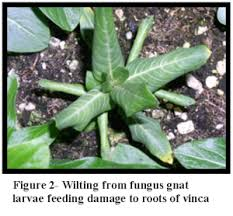 Figure 2- Wilting from fungus gnat
larvae feeding damage to roots of vinca